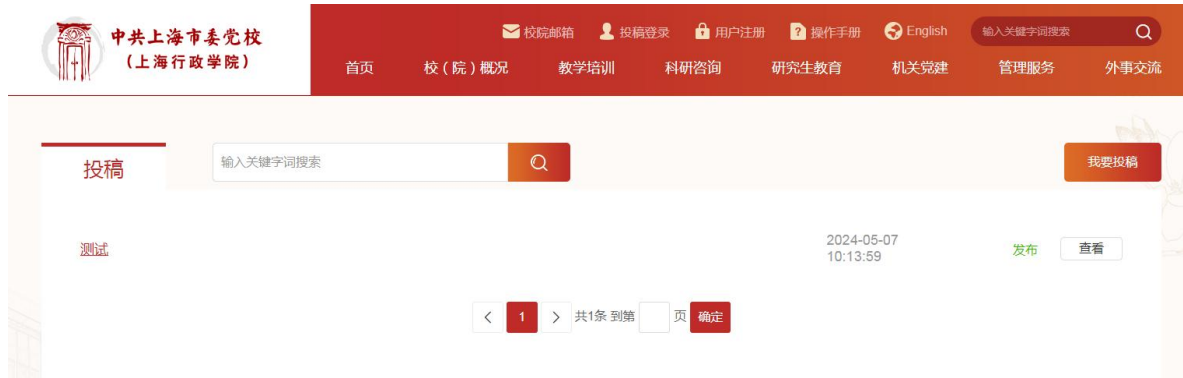 中共上海市委党校
(上海行政学院)
校院邮箱 投稿登录 用户注册 操作手册 English 输入关键字词搜索
首页 校(院)概况 教学培训 科研咨询 研究生教育 机关党建 管理服务 外事交流
投稿 输入关键字词搜索 我要投稿
测试 2024-05-07 发布 查看
10:13:59
< 1 > 共1条 到第 页 确定